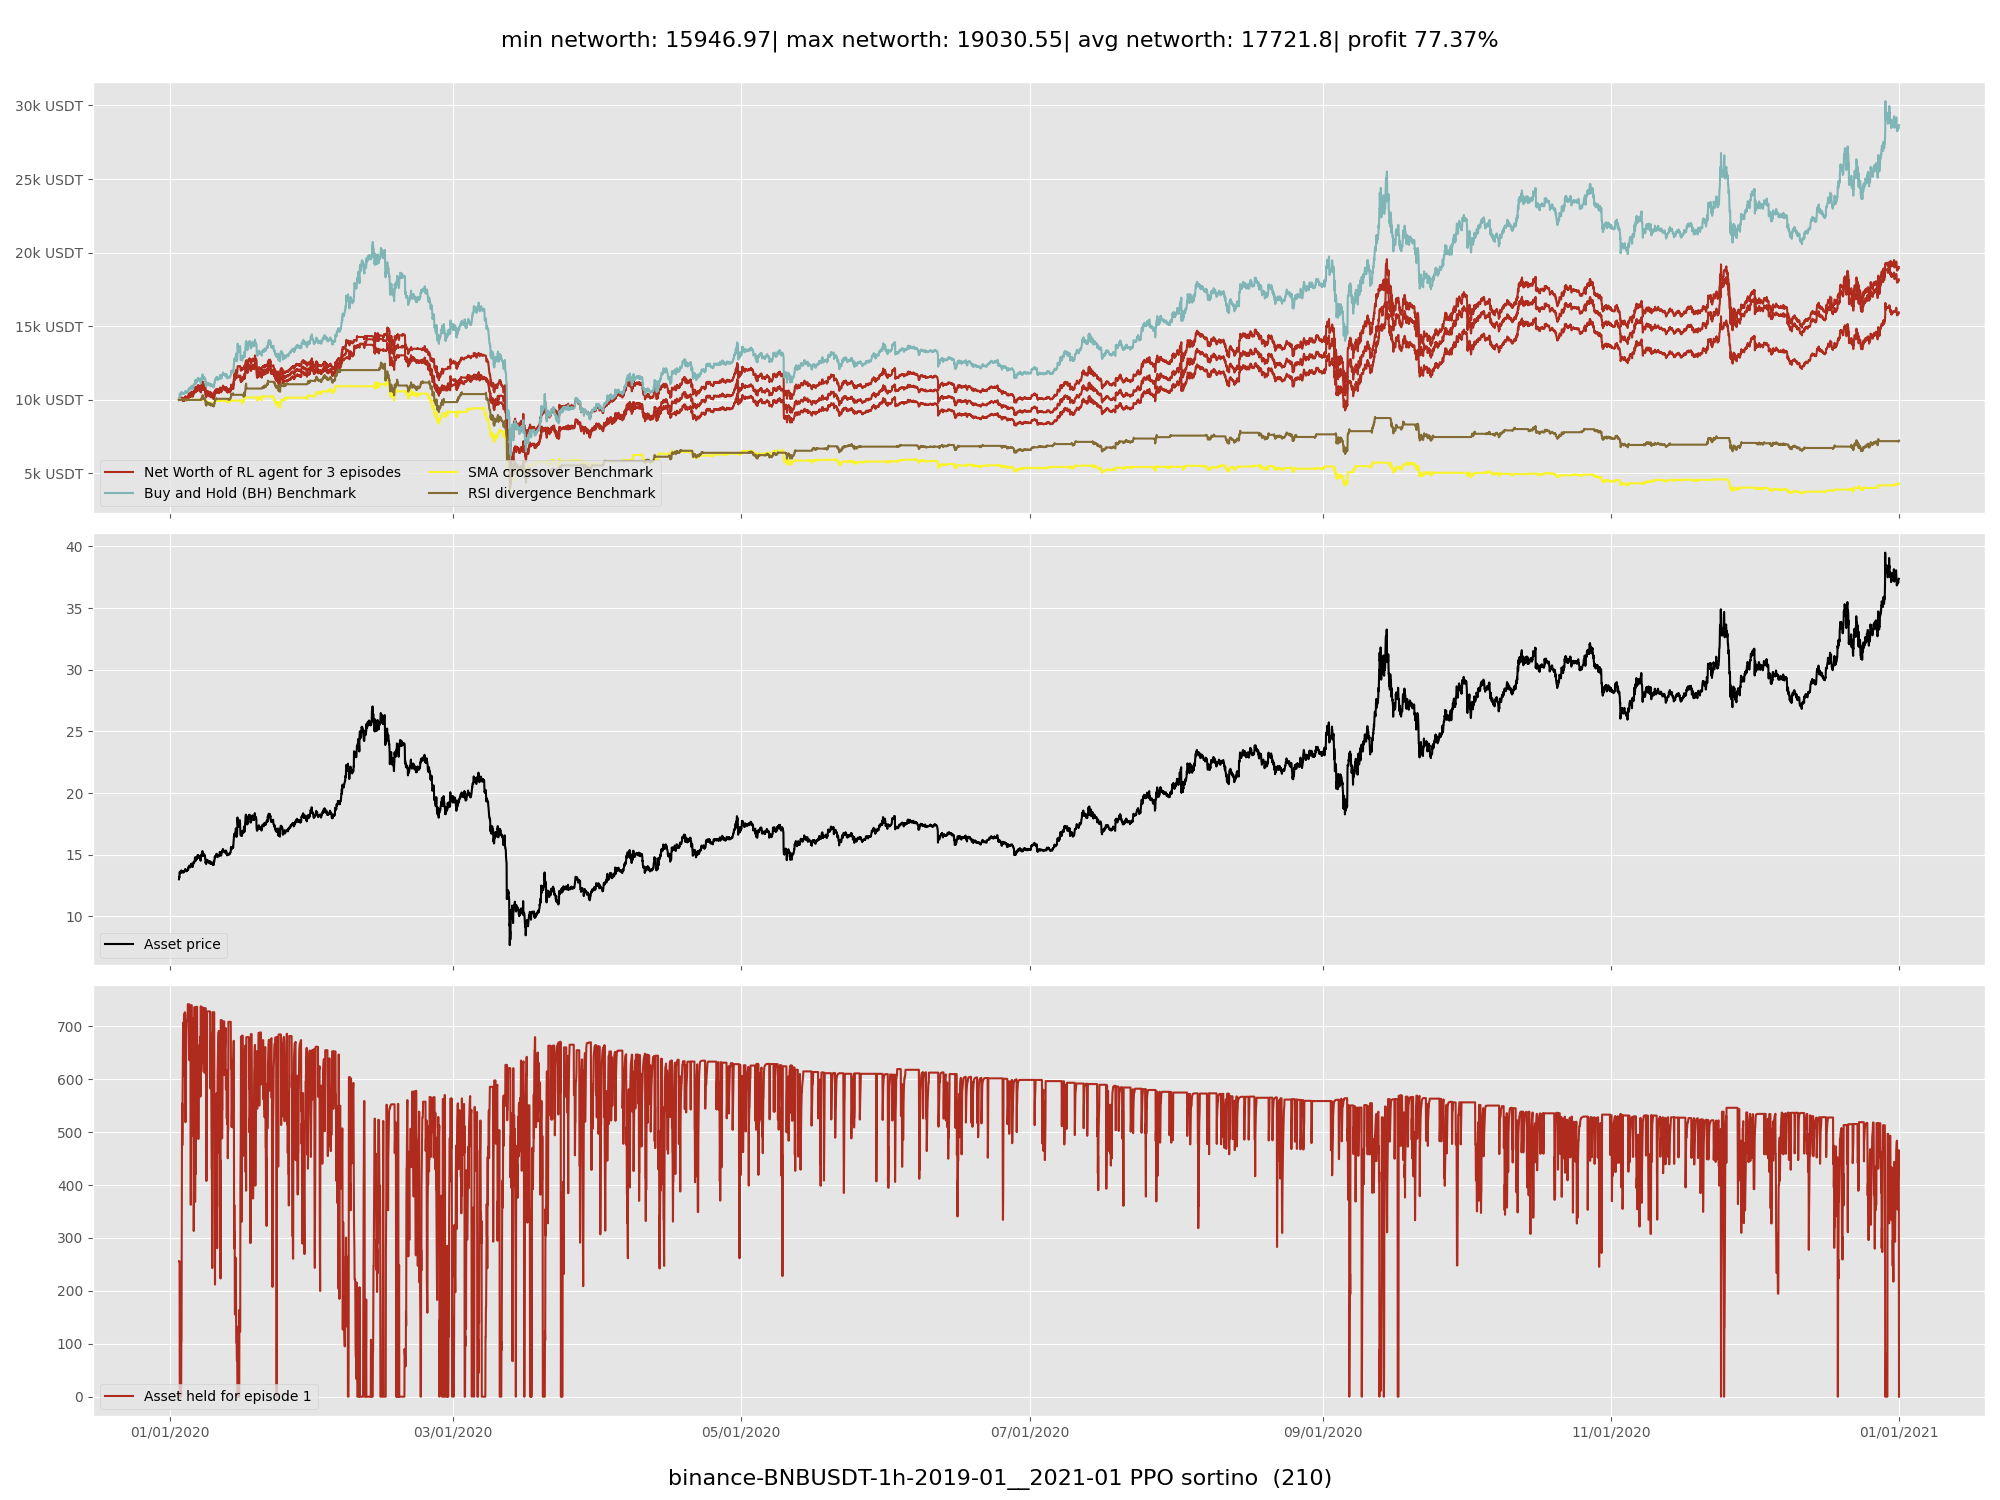 min networth: 15946.97| max networth: 19030.55| avg networth: 17721.8| profit 77.37%
30k USDT
25k USDT
20k USDT
15k USDT
10k USDT
5k USDT
Net Worth of RL agent for 3 episodes
Buy and Hold (BH) Benchmark
SMA crossover Benchmark
RSI divergence Benchmark
40
35
30
25
20
15
10
Asset price
700
600
500
400
300
200
100
0
Asset held for episode 1
01/01/2020 03/01/2020 05/01/2020 07/01/2020 09/01/2020 11/01/2020 01/01/2021
binance-BNBUSDT-1h-2019-01__2021-01 PPO sortino (210)